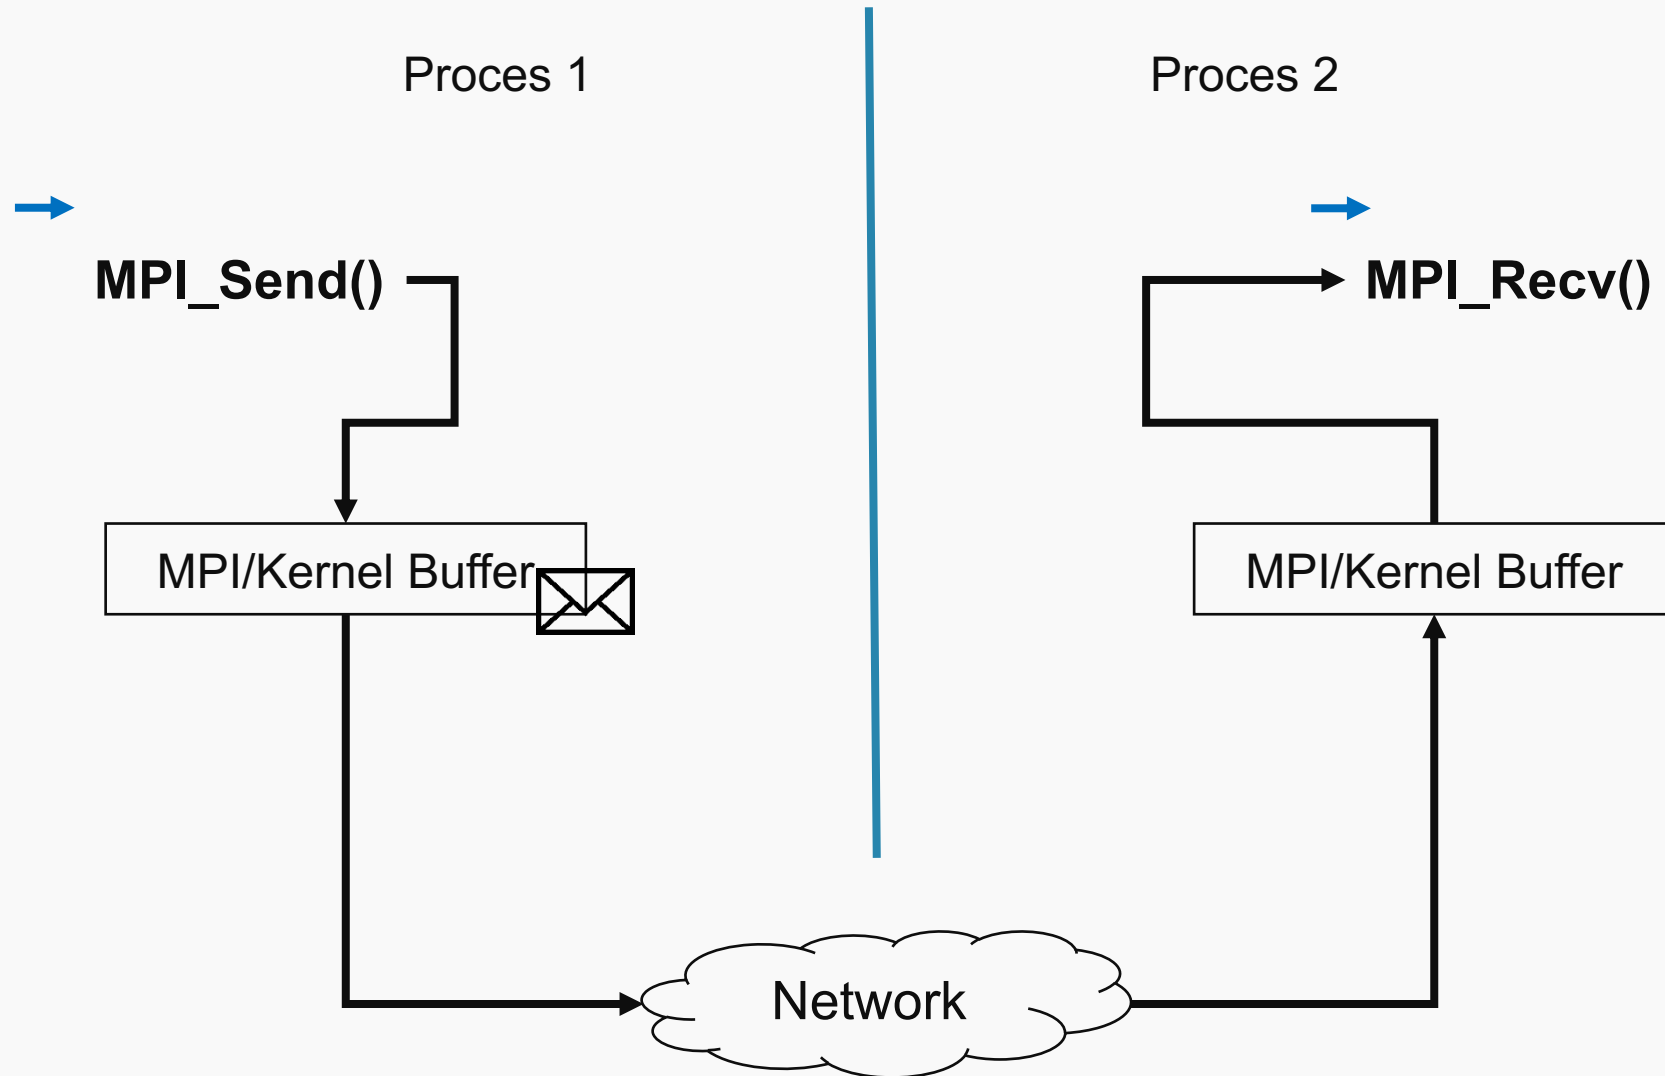 Proces 1
Proces 2
MPI_Send()
MPI_Recv()
MPI/Kernel Buffer
MPI/Kernel Buffer
Network